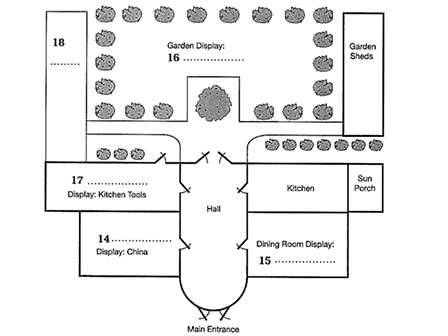 18
..........
Garden Display:
16 ....................
Garden
Sheds
17 ....................
Display: Kitchen Tools
Kitchen
Sun
Porch
Hall
14 ....................
Display: China
Dining Room Display:
15 ....................
Main Entrance